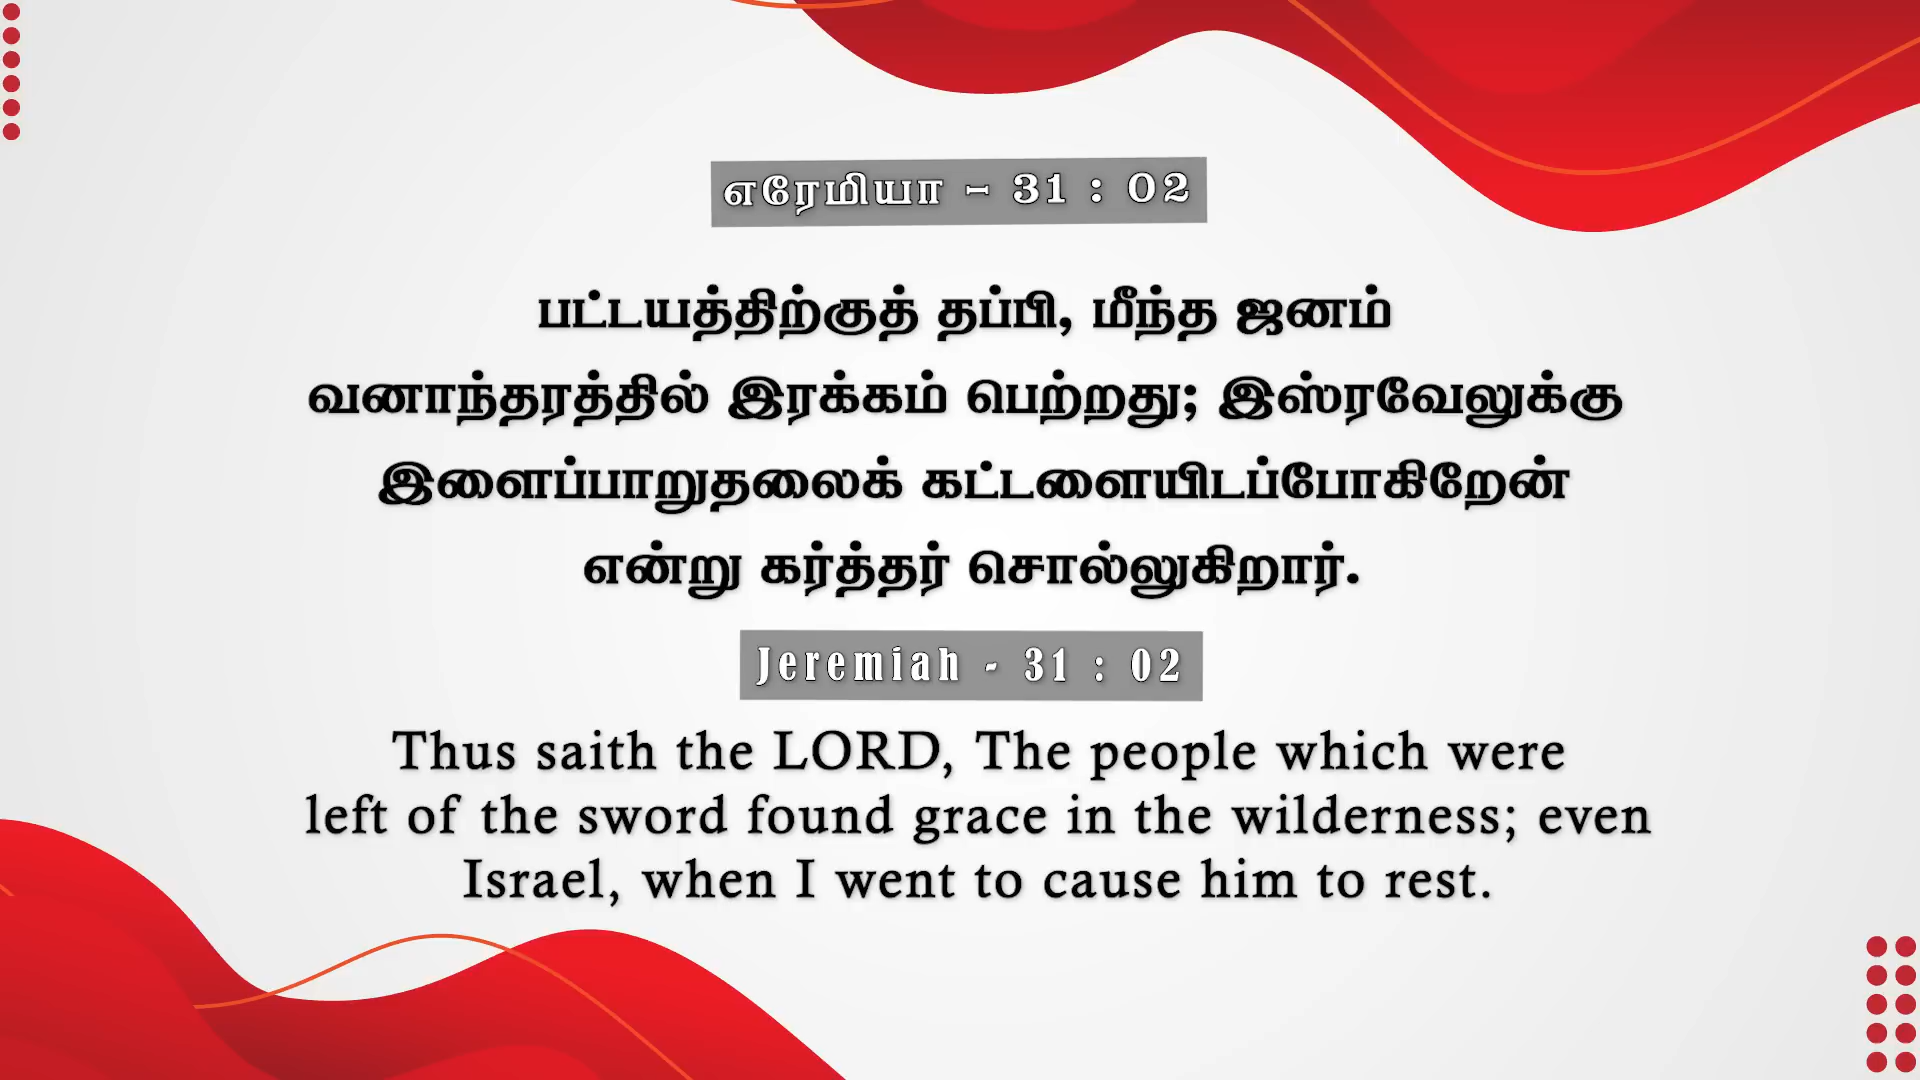 எரேமியா - 31 : 02
பட்டயத்திற்குத் தப்பி, மீந்த ஜனம்
வனாந்தரத்தில் இரக்கம் பெற்றது; இஸ்ரவேலுக்கு
இளைப்பாறுதலைக் கட்டளையிடப்போகிறேன்
என்று கர்த்தர் சொல்லுகிறார்.
Jeremiah - 31 : 02
Thus saith the LORD, The people which were
left of the sword found grace in the wilderness; even
Israel, when I went to cause him to rest.